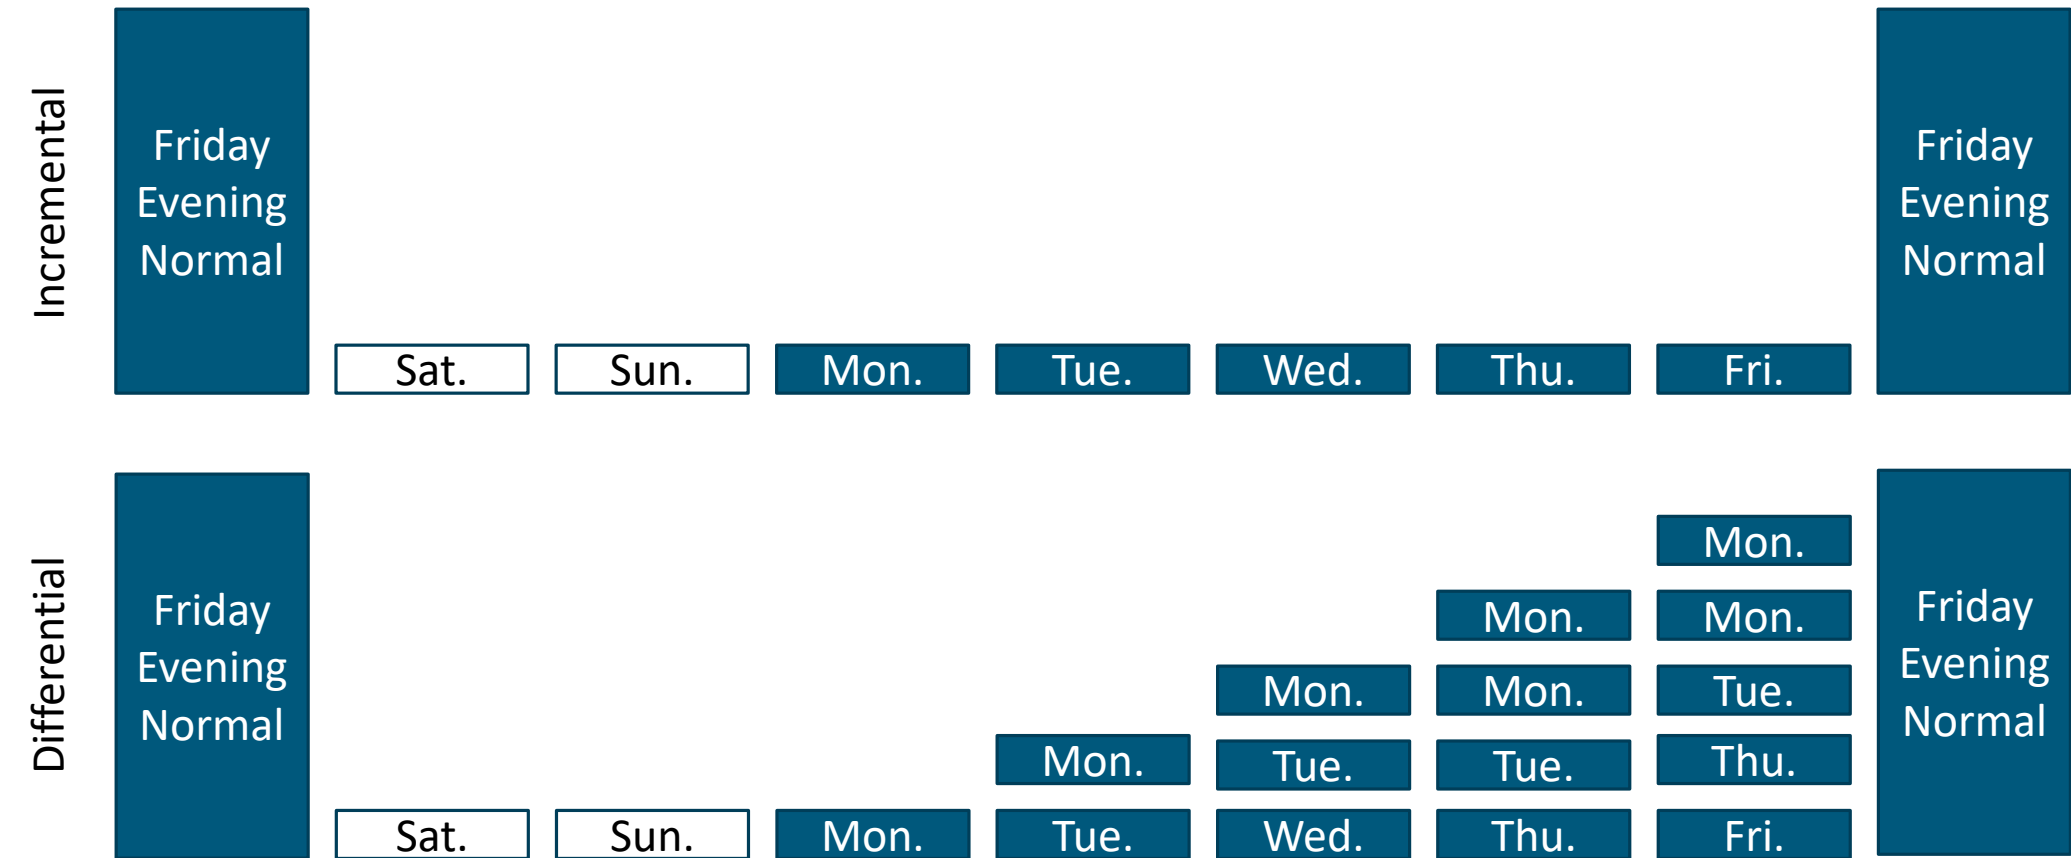 Incremental
Friday
Evening
Normal
Sat.
Sun.
Mon.
Tue.
Wed.
Thu.
Fri.
Friday
Evening
Normal
Differential
Friday
Evening
Normal
Sat.
Sun.
Mon.
Mon.
Tue.
Mon.
Tue.
Wed.
Mon.
Mon.
Tue.
Thu.
Mon.
Mon.
Tue.
Thu.
Fri.
Friday
Evening
Normal